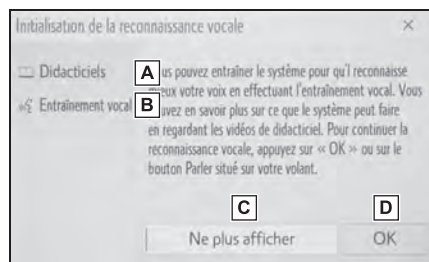 Initialisation de la reconnaissance vocale
Didacticiels
A
us pouvez entraîner le système pour qu'il reconnaisse
B
Entraînement vocal
eux votre voix en effectuant l'entraînement vocal. Vous
uvez en savoir plus sur ce que le système peut faire
en regardant les vidéos de didacticiel. Pour continuer la
reconnaissance vocale, appuyez sur « OK » ou sur le
bouton Parler situé sur votre volant.
C
D
Ne plus afficher
OK